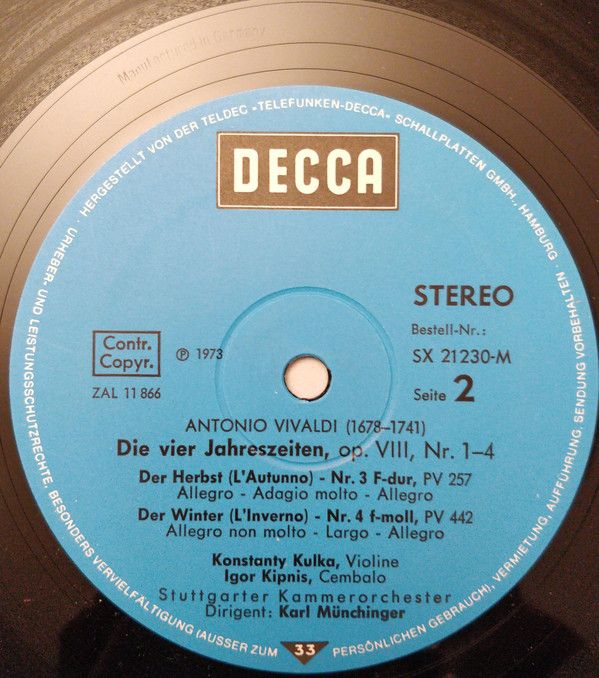 Manufactured in Germany
· HERGESTELLT VON DER TELDEC »TELEFUNKEN-DECCA« SCHALLPLATTEN GMBH., HAMBURG ·
DECCA
STEREO
Bestell-Nr.:
SX 21230-M
Seite 2
Contr.
Copyr.
℗ 1973
ZAL 11 866
ANTONIO VIVALDI (1678–1741)
Die vier Jahreszeiten, op. VIII, Nr. 1–4
Der Herbst (L'Autunno) - Nr. 3 F-dur, PV 257
Allegro - Adagio molto - Allegro
Der Winter (L'Inverno) - Nr. 4 f-moll, PV 442
Allegro non molto - Largo - Allegro
Konstanty Kulka, Violine
Igor Kipnis, Cembalo
Stuttgarter Kammerorchester
Dirigent: Karl Münchinger
33
URHEBER- UND LEISTUNGSSCHUTZRECHTE, BESONDERS VERVIELFÄLTIGUNG (AUSSER ZUM PERSÖNLICHEN GEBRAUCH), VERMIETUNG, AUFFÜHRUNG, SENDUNG VORBEHALTEN ·